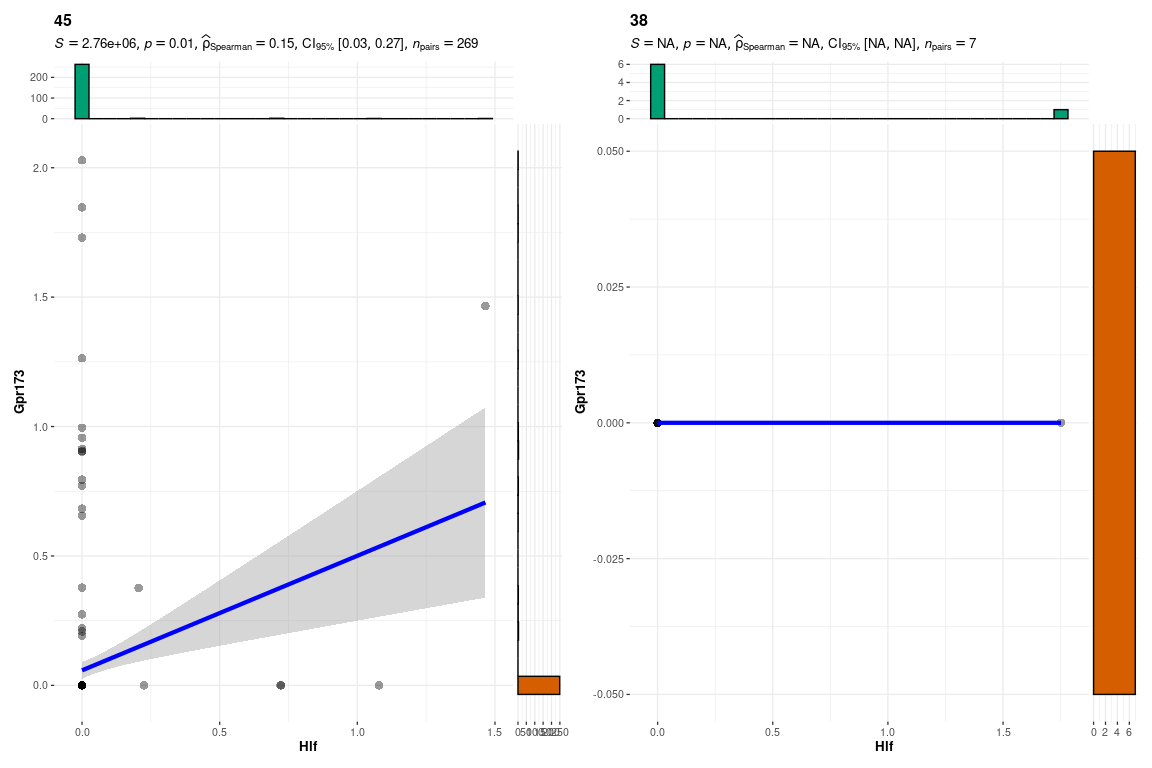 45
S = 2.76e+06, p = 0.01, ρ̂Spearman = 0.15, CI95% [0.03, 0.27], npairs = 269
200
100
0
2.0
1.5
1.0
0.5
0.0
Gpr173
0.0 0.5 1.0 1.5
Hlf
38
S = NA, p = NA, ρ̂Spearman = NA, CI95% [NA, NA], npairs = 7
6
4
2
0
0.050
0.025
0.000
-0.025
-0.050
Gpr173
0.0 0.5 1.0 1.5 0 2 4 6
Hlf